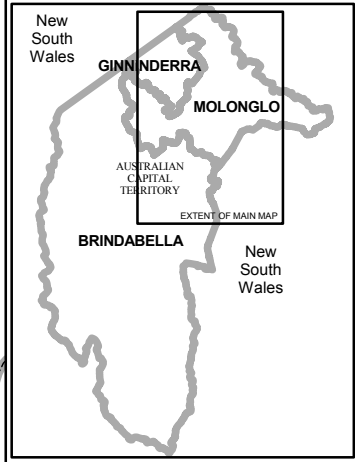 New
South
Wales
GINNINDERRA
MOLONGLO
AUSTRALIAN
CAPITAL
TERRITORY
EXTENT OF MAIN MAP
BRINDABELLA
New
South
Wales